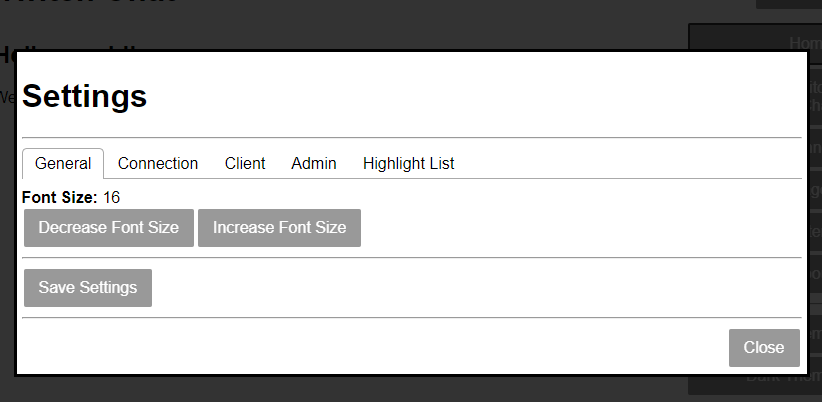 Settings
General Connection Client Admin Highlight List
Font Size: 16
Decrease Font Size Increase Font Size
Save Settings
Close